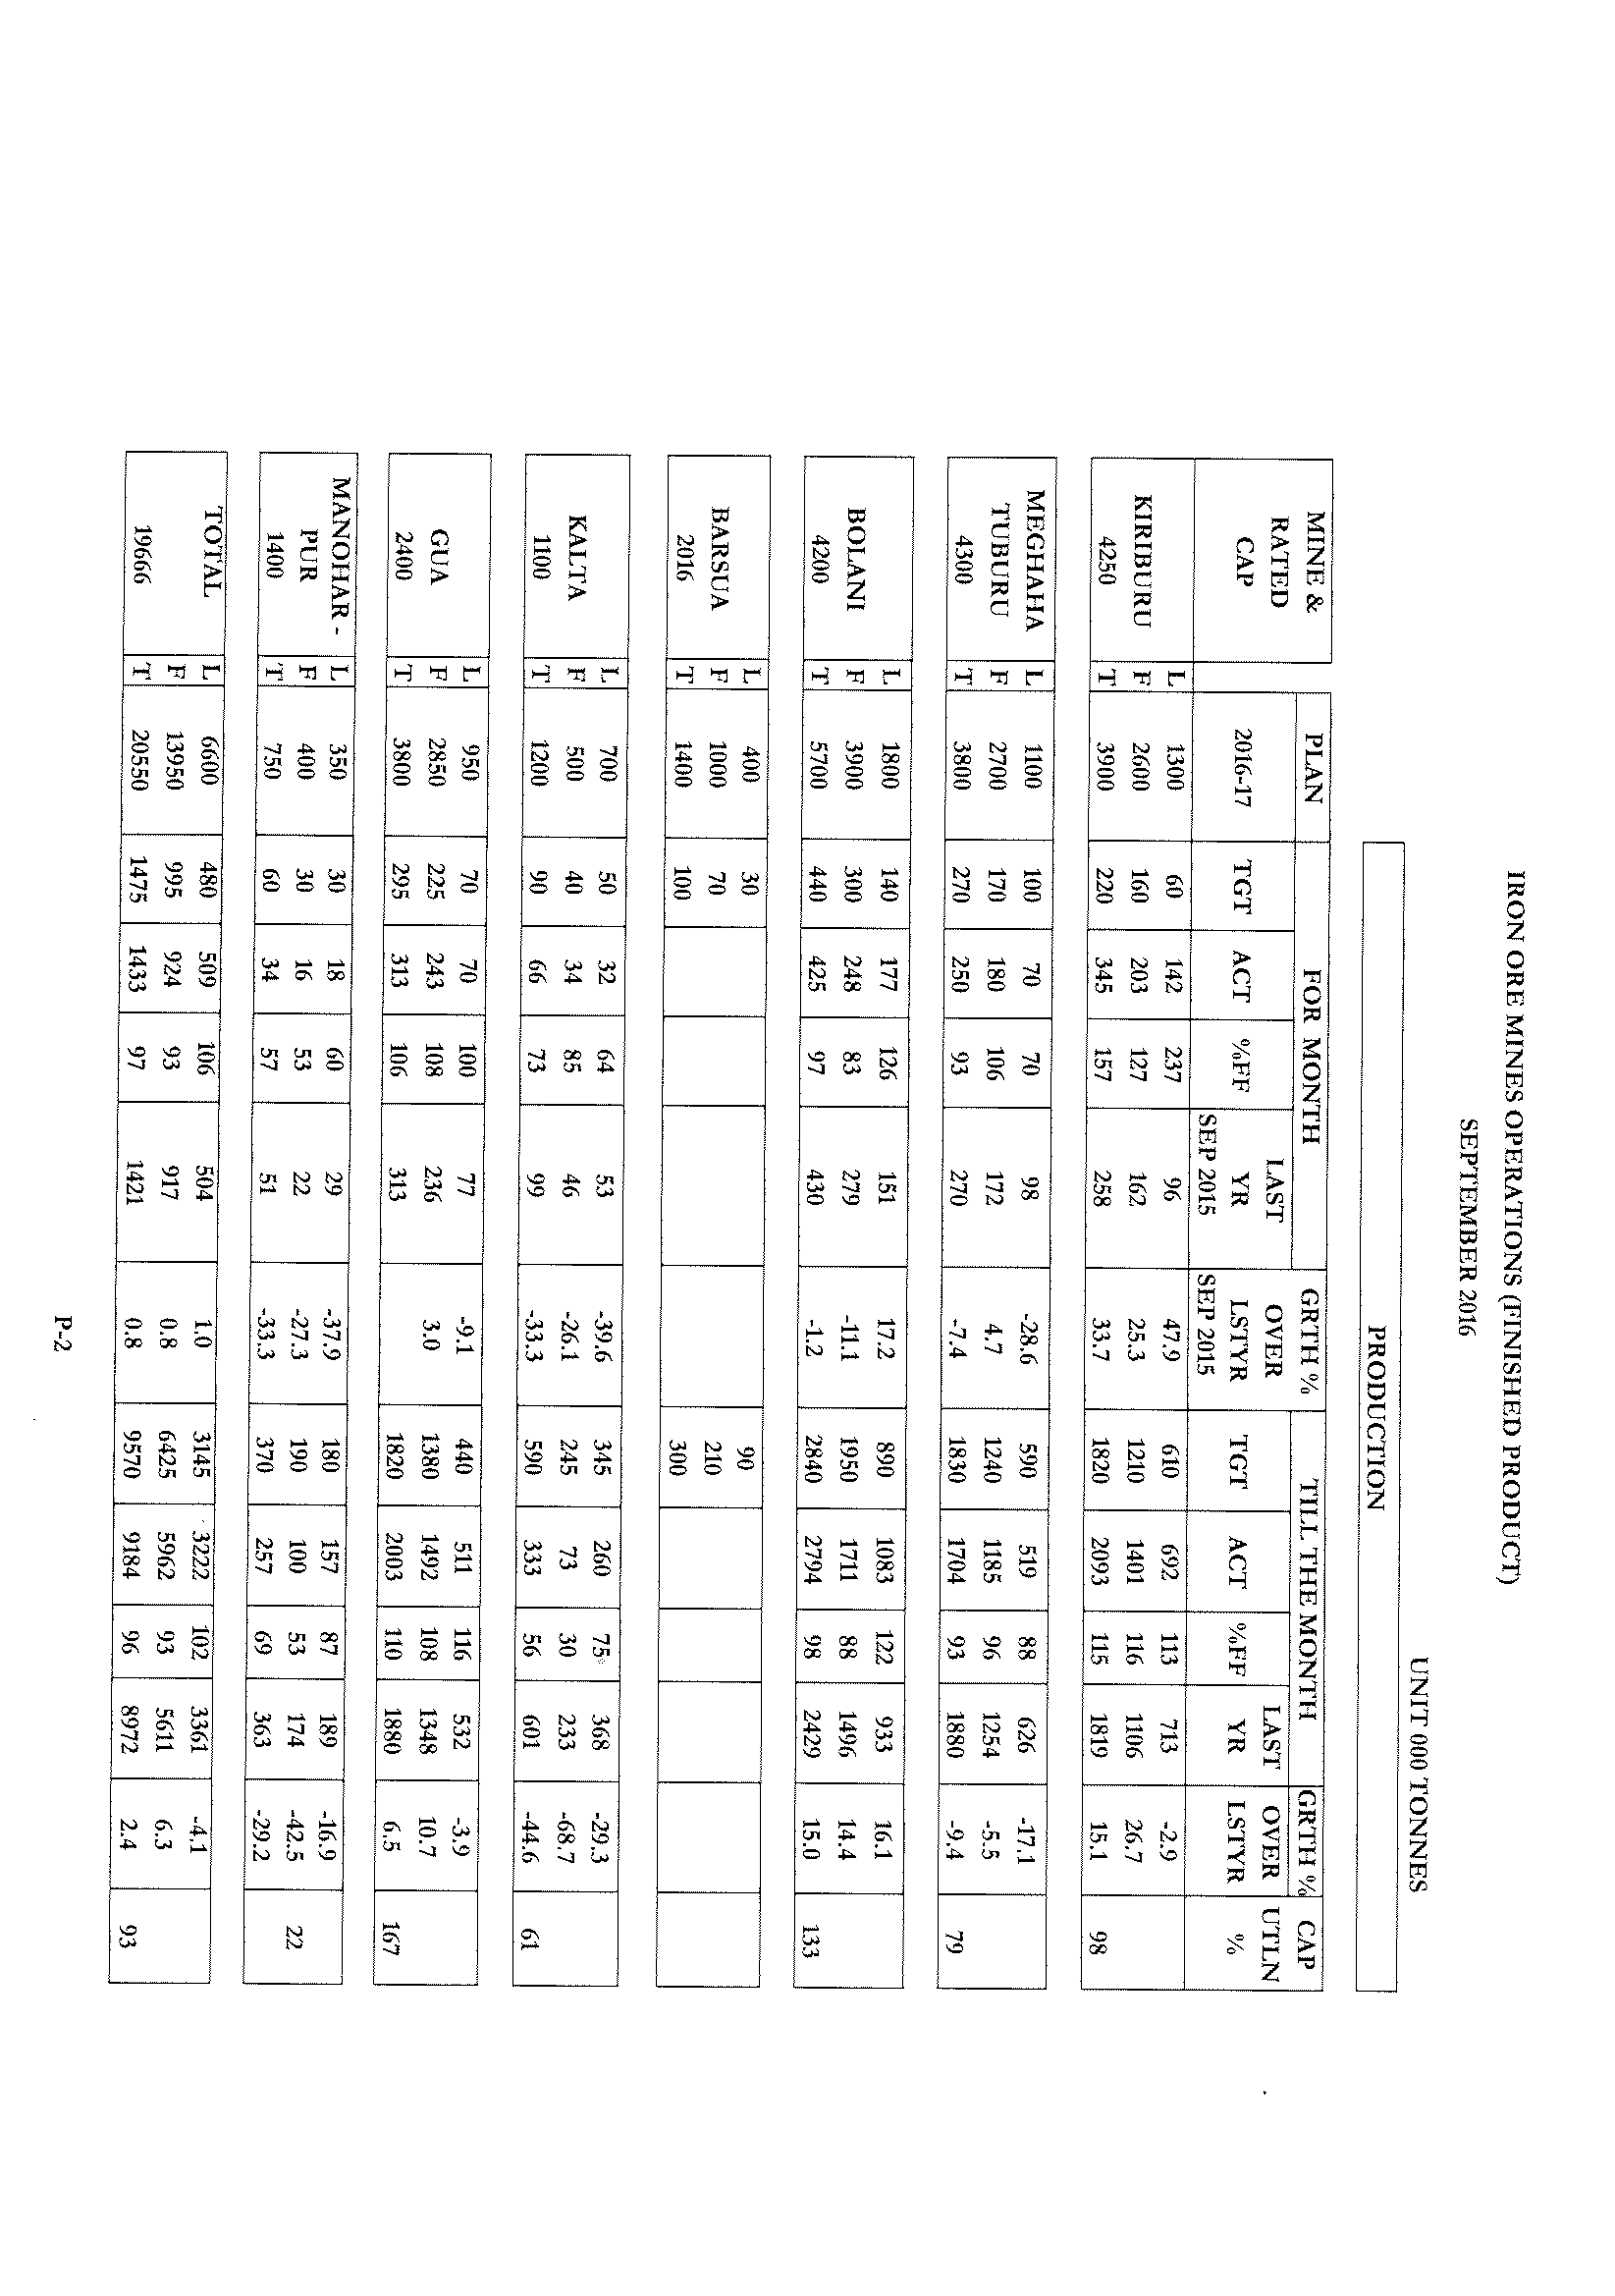 IRON ORE MINES OPERATIONS (FINISHED PRODUCT)
SEPTEMBER 2016
UNIT 000 TONNES
PRODUCTION
MINE & RATED CAP PLAN FOR MONTH GRTH % TILL THE MONTH GRTH % CAP
2016-17 TGT ACT %FF LAST YR SEP 2015 OVER LSTYR SEP 2015 TGT ACT %FF LAST YR OVER LSTYR UTLN %
L 1300 60 142 237 96 47.9 610 692 113 713 -2.9
KIRIBURU F 2600 160 203 127 162 25.3 1210 1401 116 1106 26.7
4250 T 3900 220 345 157 258 33.7 1820 2093 115 1819 15.1 98
MEGHAHA L 1100 100 70 70 98 -28.6 590 519 88 626 -17.1
TUBURU F 2700 170 180 106 172 4.7 1240 1185 96 1254 -5.5
4300 T 3800 270 250 93 270 -7.4 1830 1704 93 1880 -9.4 79
L 1800 140 177 126 151 17.2 890 1083 122 933 16.1
BOLANI F 3900 300 248 83 279 -11.1 1950 1711 88 1496 14.4
4200 T 5700 440 425 97 430 -1.2 2840 2794 98 2429 15.0 133
L 400 30 90
BARSUA F 1000 70 210
2016 T 1400 100 300
L 700 50 32 64 53 -39.6 345 260 75 368 -29.3
KALTA F 500 40 34 85 46 -26.1 245 73 30 233 -68.7
1100 T 1200 90 66 73 99 -33.3 590 333 56 601 -44.6 61
L 950 70 70 100 77 -9.1 440 511 116 532 -3.9
GUA F 2850 225 243 108 236 3.0 1380 1492 108 1348 10.7
2400 T 3800 295 313 106 313 1820 2003 110 1880 6.5 167
MANOHAR - L 350 30 18 60 29 -37.9 180 157 87 189 -16.9
PUR F 400 30 16 53 22 -27.3 190 100 53 174 -42.5 22
1400 T 750 60 34 57 51 -33.3 370 257 69 363 -29.2
TOTAL L 6600 480 509 106 504 1.0 3145 3222 102 3361 -4.1
F 13950 995 924 93 917 0.8 6425 5962 93 5611 6.3
19666 T 20550 1475 1433 97 1421 0.8 9570 9184 96 8972 2.4 93
P-2